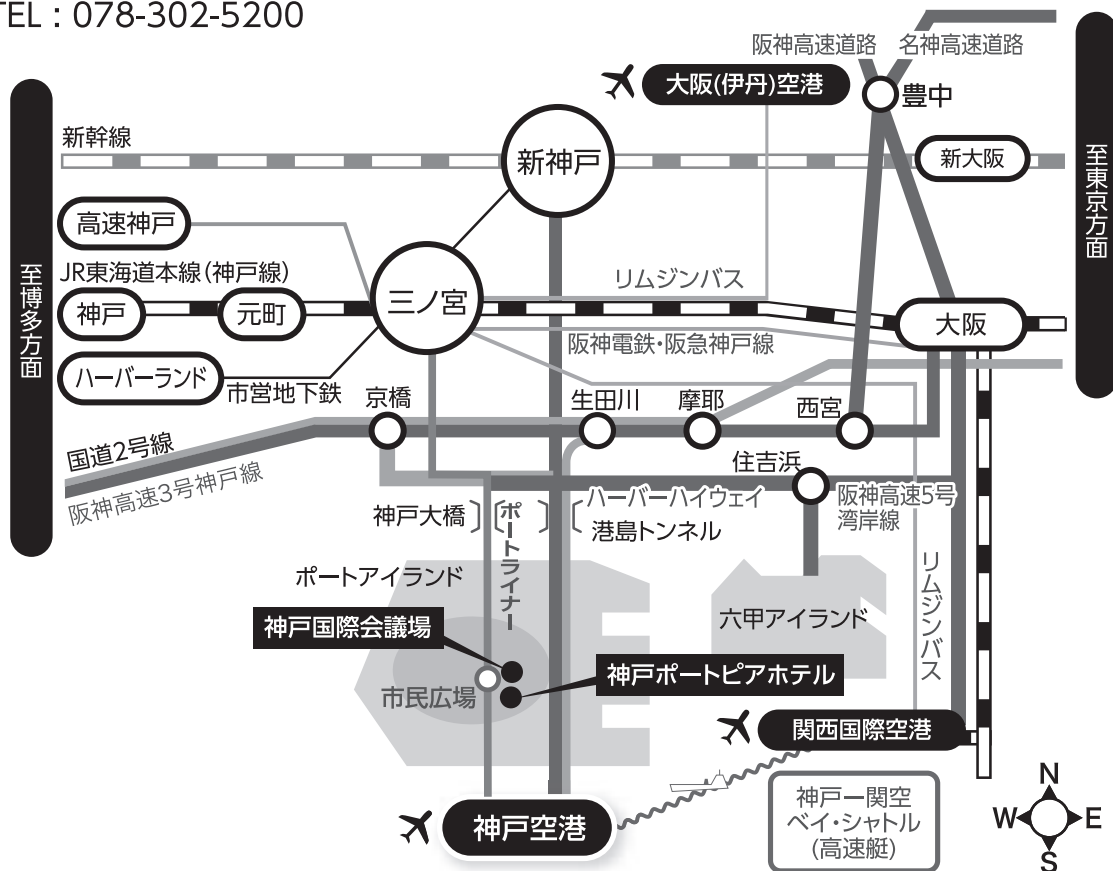 TEL : 078-302-5200
阪神高速道路
名神高速道路
大阪(伊丹)空港
豊中
新幹線
新神戸
新大阪
至東京方面
高速神戸
至博多方面
JR東海道本線(神戸線)
リムジンバス
神戸
元町
三ノ宮
大阪
阪神電鉄・阪急神戸線
ハーバーランド
市営地下鉄
京橋
生田川
摩耶
西宮
国道2号線
阪神高速3号神戸線
住吉浜
神戸大橋
ポートライナー
ハーバーハイウェイ
港島トンネル
阪神高速5号
湾岸線
ポートアイランド
リムジンバス
神戸国際会議場
六甲アイランド
神戸ポートピアホテル
市民広場
関西国際空港
神戸空港
神戸ー関空
ベイ・シャトル
(高速艇)
N
W
E
S